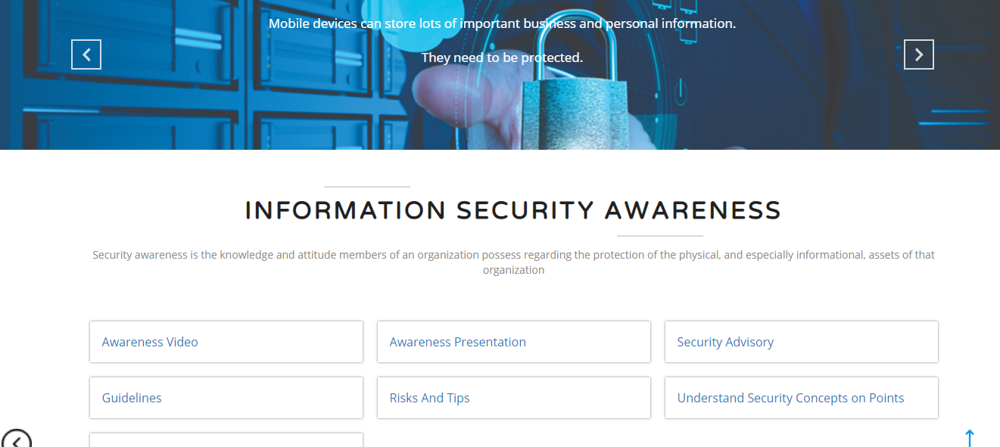 Mobile devices can store lots of important business and personal information.
They need to be protected.
INFORMATION SECURITY AWARENESS
Security awareness is the knowledge and attitude members of an organization possess regarding the protection of the physical, and especially informational, assets of that
organization
Awareness Video
Awareness Presentation
Security Advisory
Guidelines
Risks And Tips
Understand Security Concepts on Points